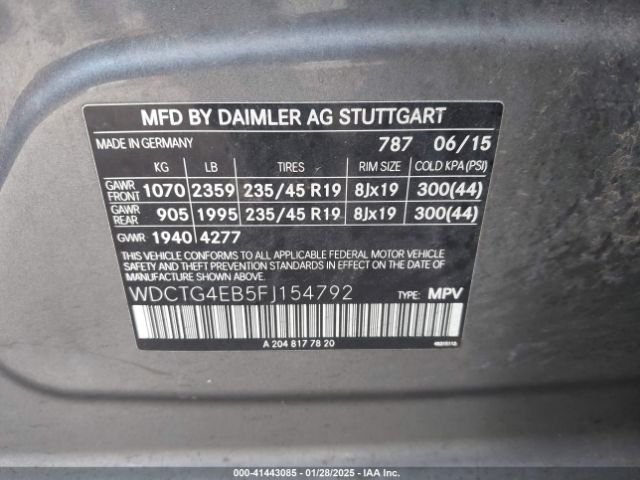 MFD BY DAIMLER AG STUTTGART
MADE IN GERMANY 787 06/15
KG LB TIRES RIM SIZE COLD KPA(PSI)
GAWR FRONT 1070 2359 235/45 R19 8Jx19 300(44)
GAWR REAR 905 1995 235/45 R19 8Jx19 300(44)
GVWR 1940 4277
THIS VEHICLE CONFORMS TO ALL APPLICABLE FEDERAL MOTOR VEHICLE
SAFETY, BUMPER, AND THEFT PREVENTION STANDARDS IN EFFECT
ON THE DATE OF MANUFACTURE SHOWN ABOVE.
WDCTG4EB5FJ154792 TYPE: MPV
A 204 817 78 20
000-41443085 - 01/28/2025 - IAA Inc.